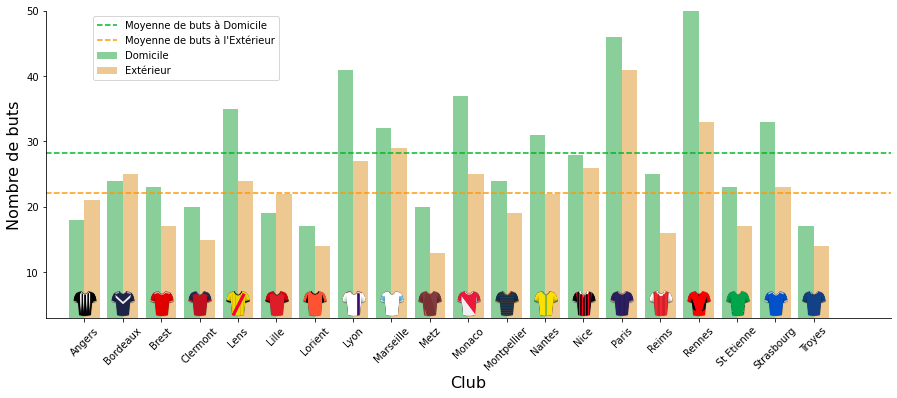 50
40
30
20
10
Nombre de buts
Moyenne de buts à Domicile
Moyenne de buts à l'Extérieur
Domicile
Extérieur
Angers
Bordeaux
Brest
Clermont
Lens
Lille
Lorient
Lyon
Marseille
Metz
Monaco
Montpellier
Nantes
Nice
Paris
Reims
Rennes
St Etienne
Strasbourg
Troyes
Club